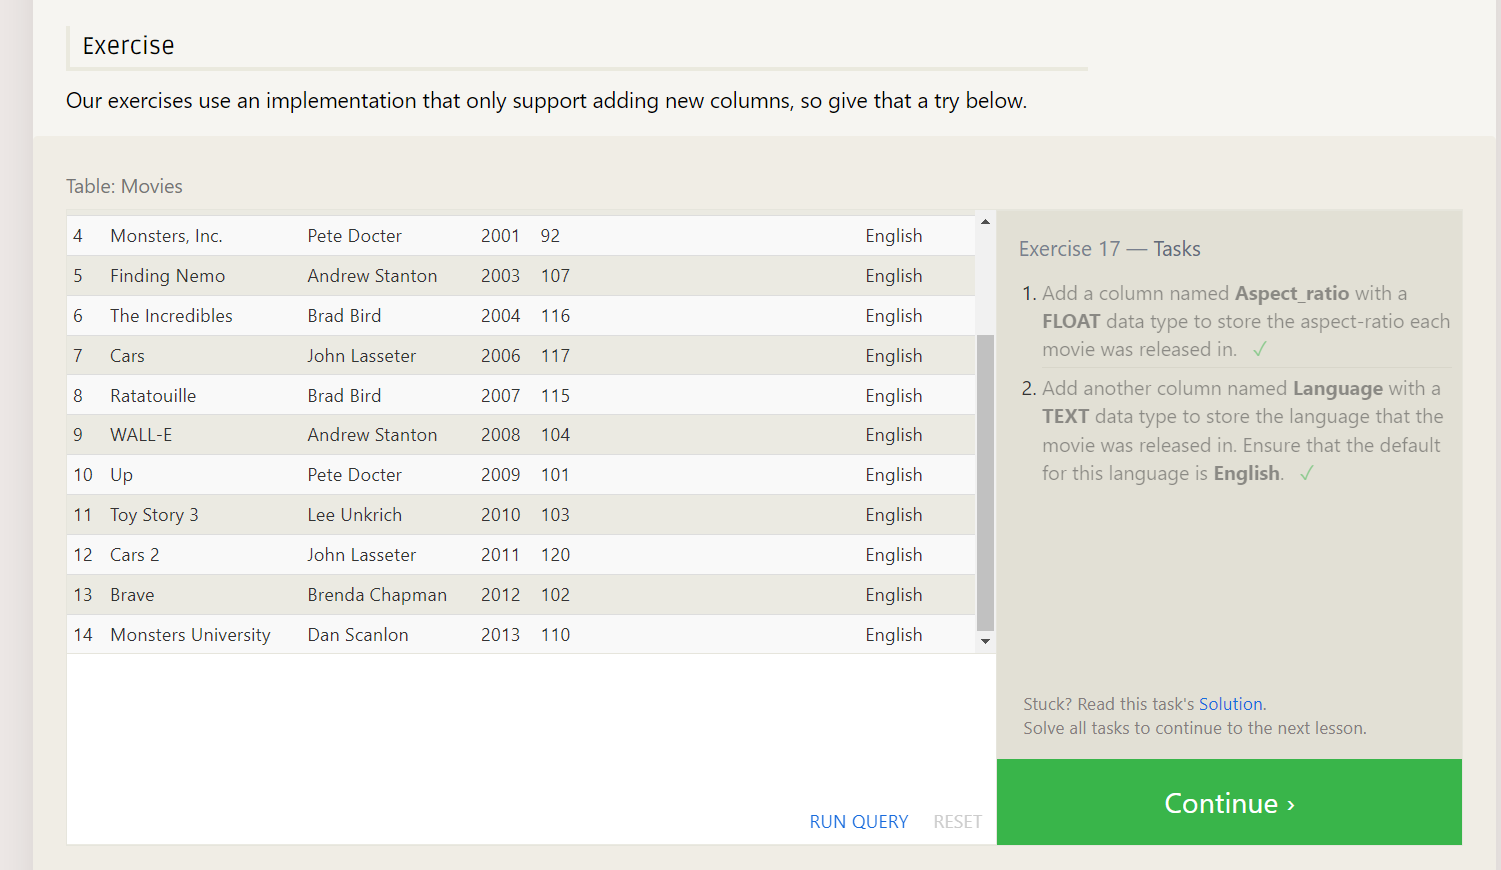 Exercise
Our exercises use an implementation that only support adding new columns, so give that a try below.
Table: Movies
4 Monsters, Inc. Pete Docter 2001 92 English
5 Finding Nemo Andrew Stanton 2003 107 English
6 The Incredibles Brad Bird 2004 116 English
7 Cars John Lasseter 2006 117 English
8 Ratatouille Brad Bird 2007 115 English
9 WALL-E Andrew Stanton 2008 104 English
10 Up Pete Docter 2009 101 English
11 Toy Story 3 Lee Unkrich 2010 103 English
12 Cars 2 John Lasseter 2011 120 English
13 Brave Brenda Chapman 2012 102 English
14 Monsters University Dan Scanlon 2013 110 English
RUN QUERY RESET
Exercise 17 — Tasks
1. Add a column named Aspect_ratio with a
FLOAT data type to store the aspect-ratio each
movie was released in. ✓
2. Add another column named Language with a
TEXT data type to store the language that the
movie was released in. Ensure that the default
for this language is English. ✓
Stuck? Read this task's Solution.
Solve all tasks to continue to the next lesson.
Continue ›